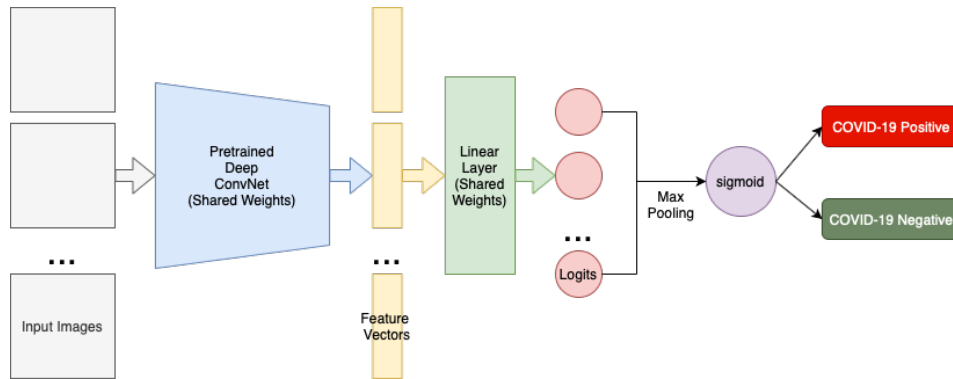 Input Images
...
Pretrained
Deep
ConvNet
(Shared Weights)
...
Feature
Vectors
Linear
Layer
(Shared
Weights)
...
Logits
Max
Pooling
sigmoid
COVID-19 Positive
COVID-19 Negative